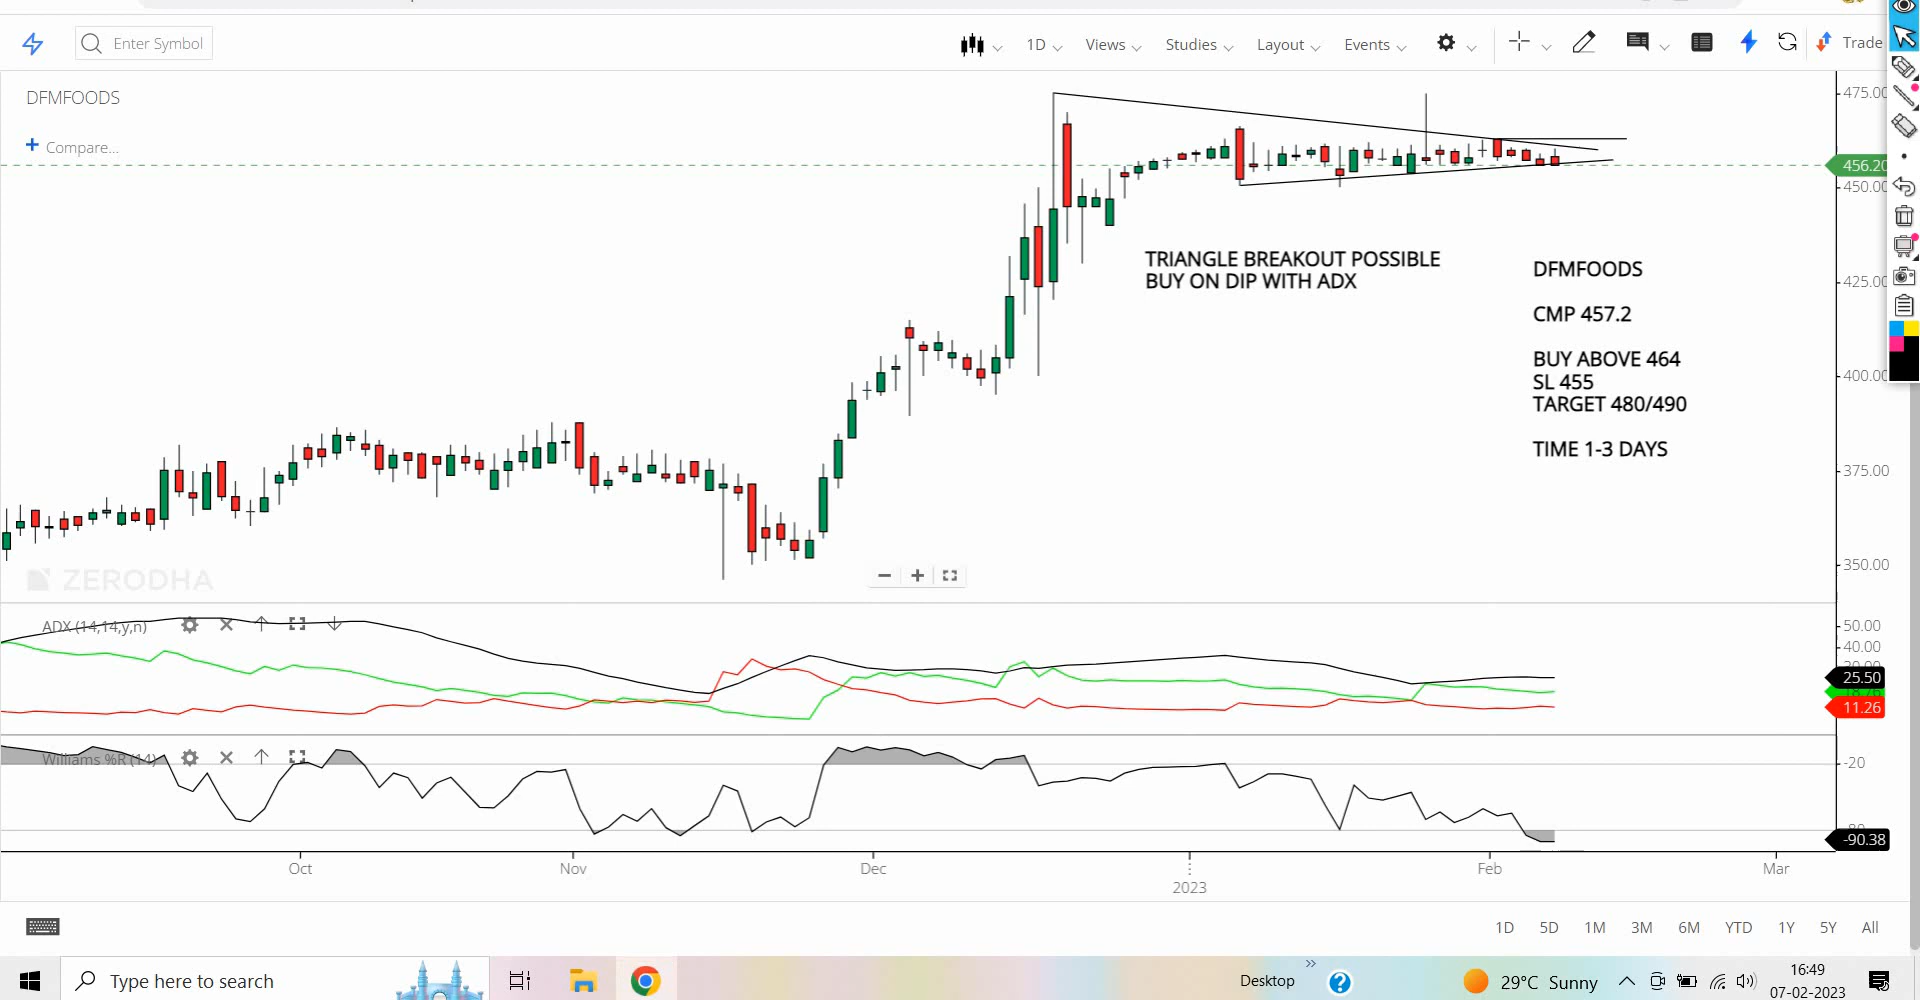 Enter Symbol
1D
Views
Studies
Layout
Events
Trade
DFMFOODS
+ Compare...
475.00
456.20
450.00
425.00
400.00
375.00
350.00
TRIANGLE BREAKOUT POSSIBLE
BUY ON DIP WITH ADX
DFMFOODS
CMP 457.2
BUY ABOVE 464
SL 455
TARGET 480/490
TIME 1-3 DAYS
ZERODHA
ADX (14,14,y,n)
50.00
40.00
25.50
11.26
Williams %R (14)
-20
-90.38
Oct
Nov
Dec
2023
Feb
Mar
1D
5D
1M
3M
6M
YTD
1Y
5Y
All
Type here to search
Desktop
29°C Sunny
16:49
07-02-2023